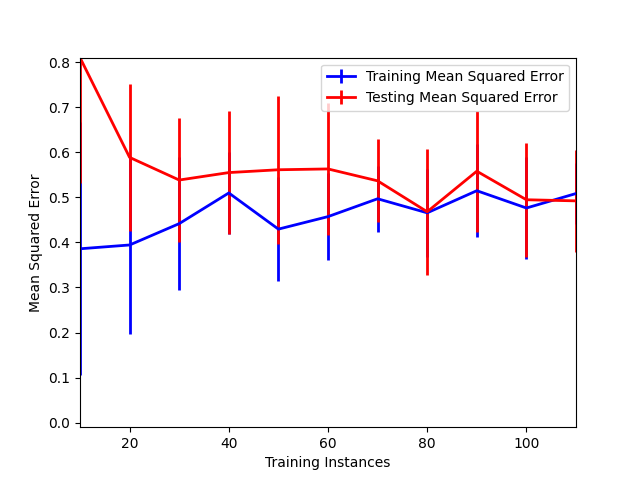 Training Mean Squared Error
Testing Mean Squared Error
Mean Squared Error
0.8
0.7
0.6
0.5
0.4
0.3
0.2
0.1
0.0
20 40 60 80 100
Training Instances